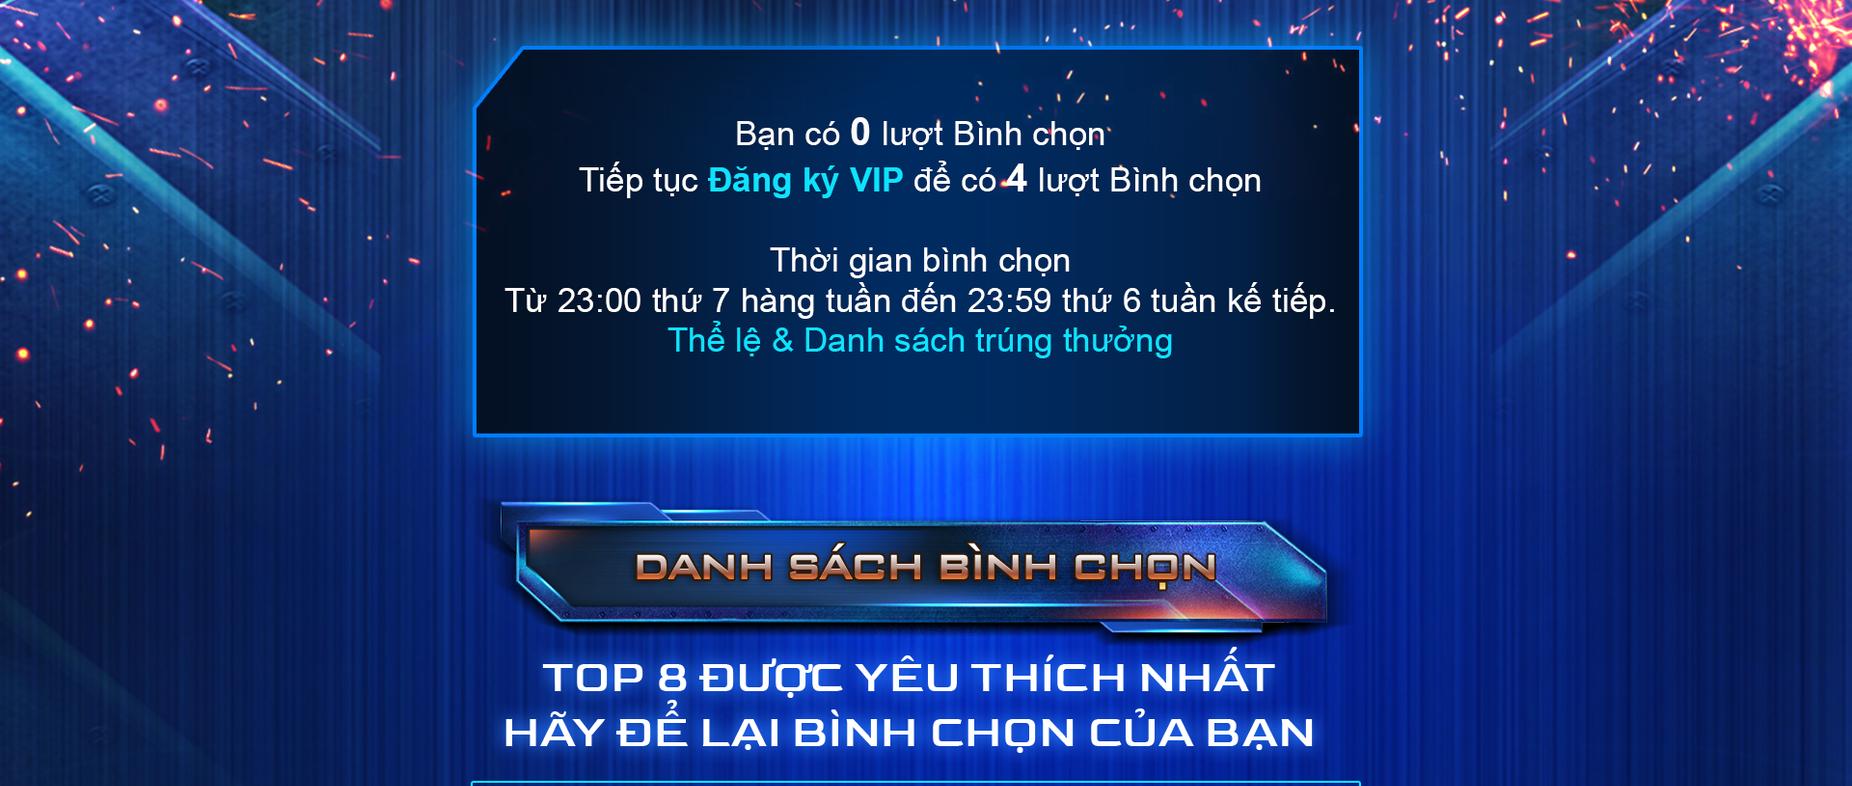 Bạn có 0 lượt Bình chọn
Tiếp tục Đăng ký VIP để có 4 lượt Bình chọn
Thời gian bình chọn
Từ 23:00 thứ 7 hàng tuần đến 23:59 thứ 6 tuần kế tiếp.
Thể lệ & Danh sách trúng thưởng
DANH SÁCH BÌNH CHỌN
TOP 8 ĐƯỢC YÊU THÍCH NHẤT
HÃY ĐỂ LẠI BÌNH CHỌN CỦA BẠN